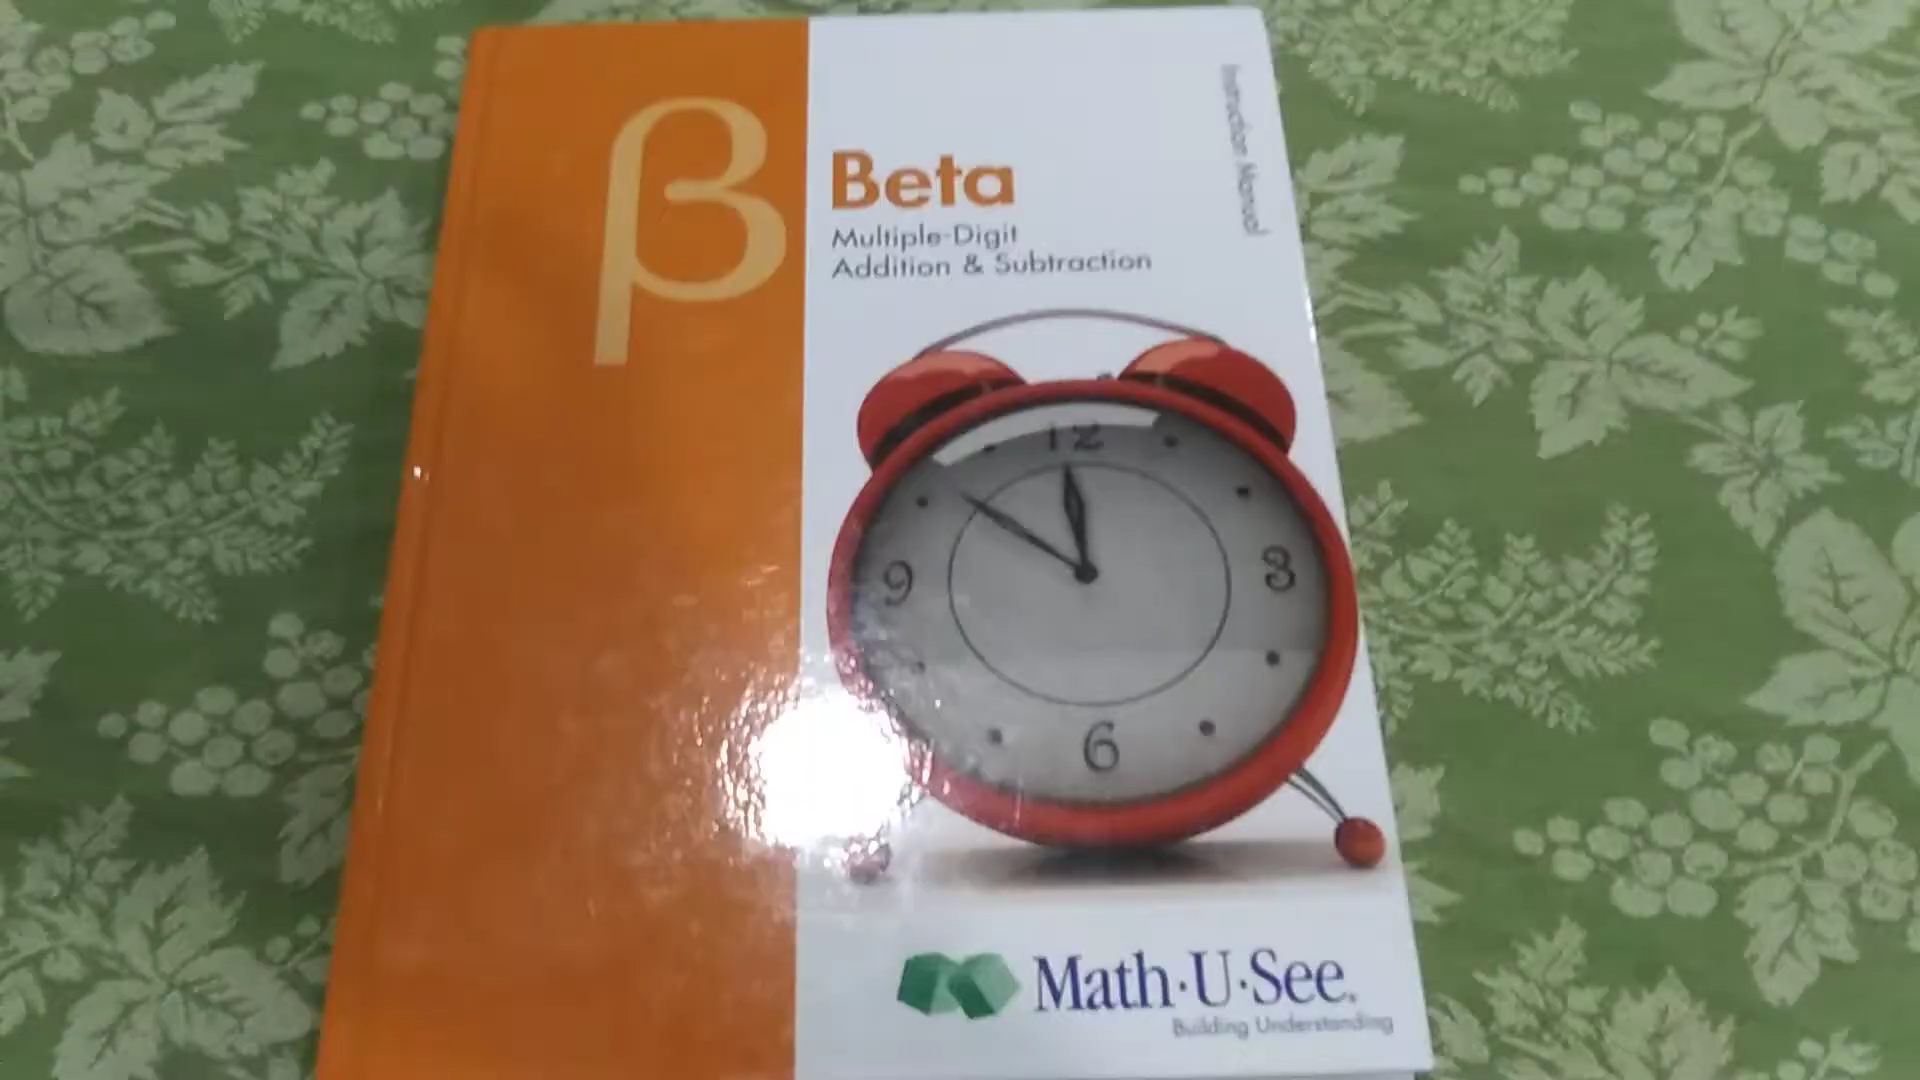 β
Beta
Multiple-Digit
Addition & Subtraction
Instruction Manual
12
9
3
6
Math·U·See®
Building Understanding